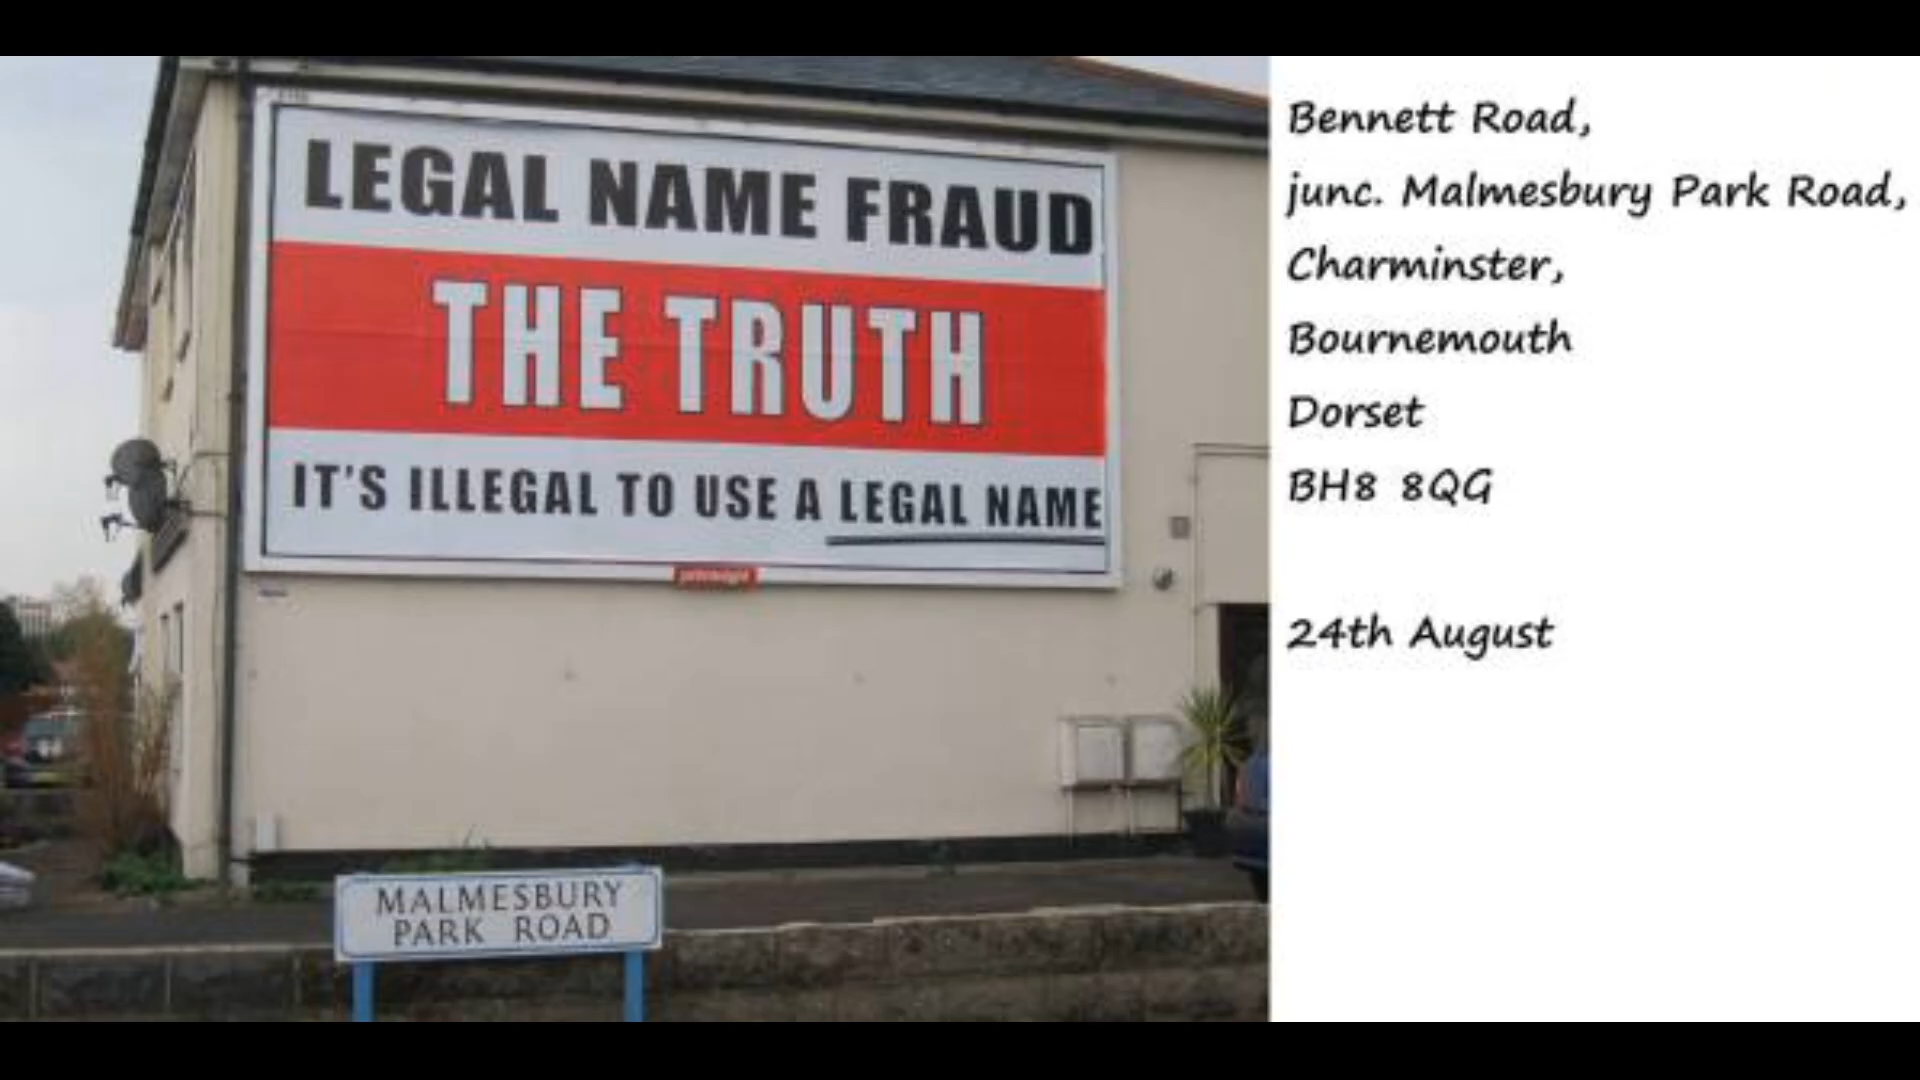 LEGAL NAME FRAUD
THE TRUTH
IT'S ILLEGAL TO USE A LEGAL NAME
MALMESBURY
PARK ROAD
Bennett Road,
junc. Malmesbury Park Road,
Charminster,
Bournemouth
Dorset
BH8 8QG
24th August